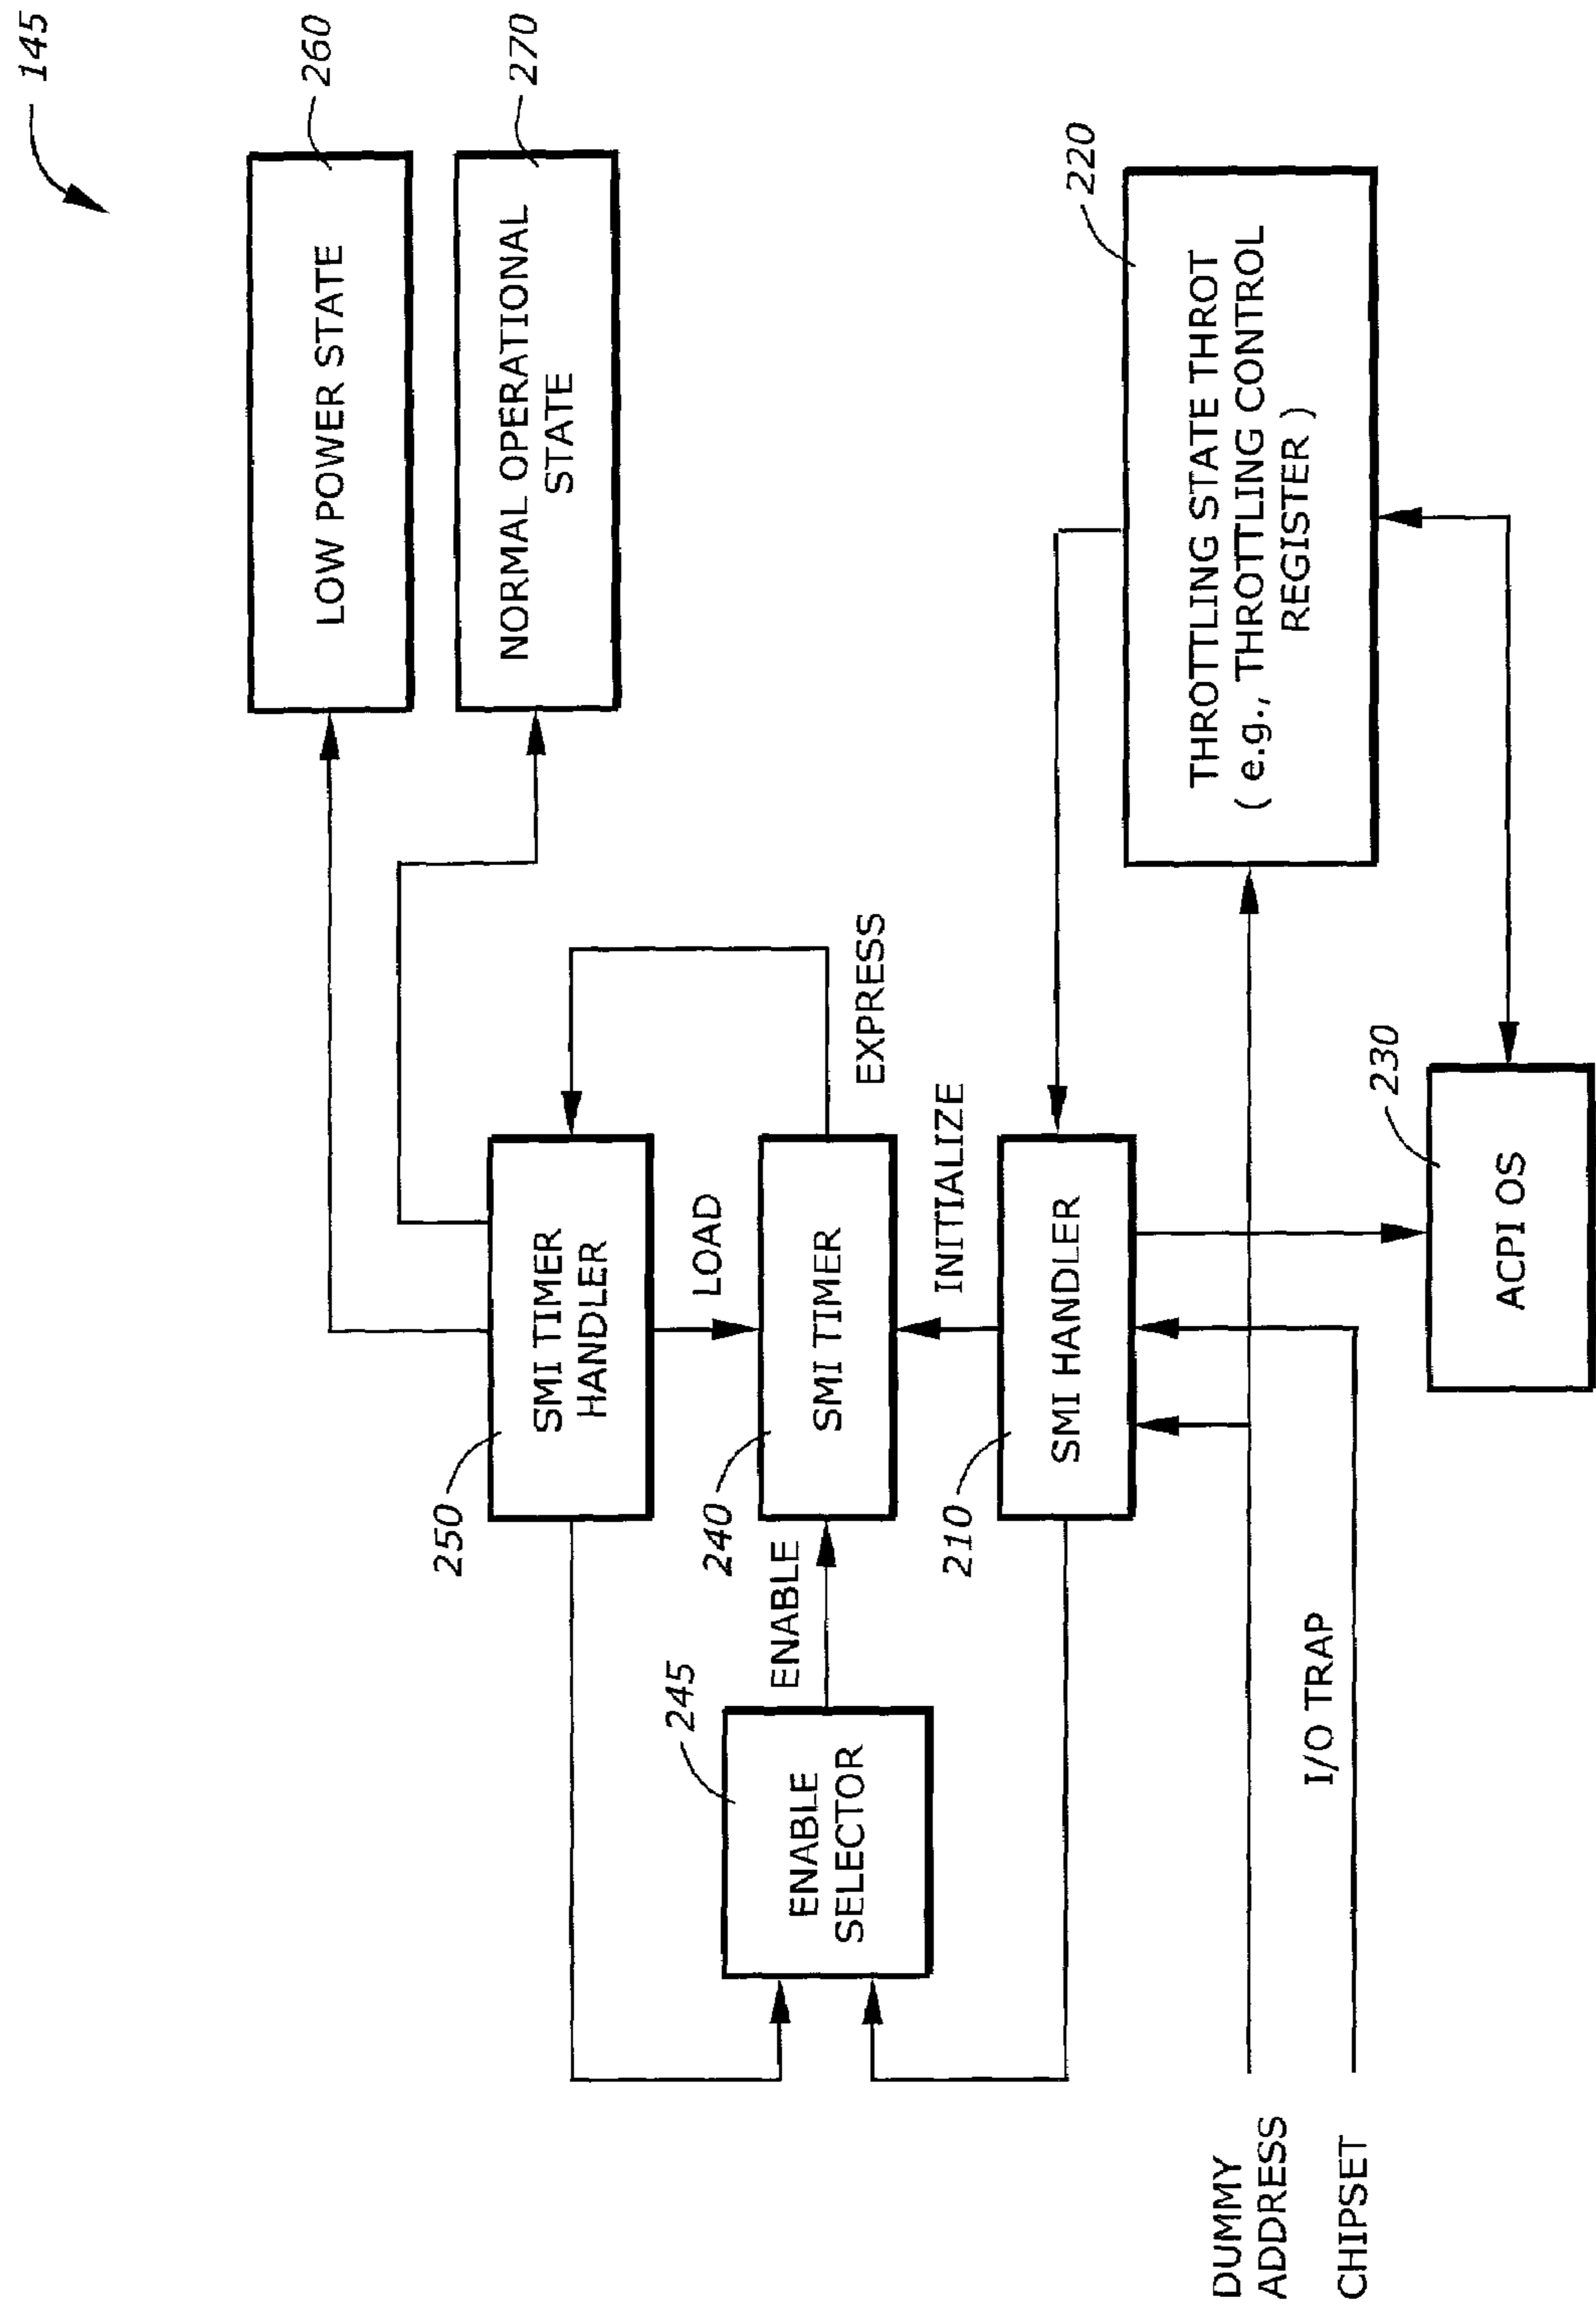 145
LOW POWER STATE
260
NORMAL OPERATIONAL
STATE
270
250
SMI TIMER
HANDLER
LOAD
EXPRESS
245
ENABLE
SELECTOR
ENABLE
240
SMI TIMER
INITIALIZE
210
SMI HANDLER
220
THROTTLING STATE THROT
( e.g., THROTTLING CONTROL
REGISTER )
230
ACPI OS
DUMMY
ADDRESS
I/O TRAP
CHIPSET